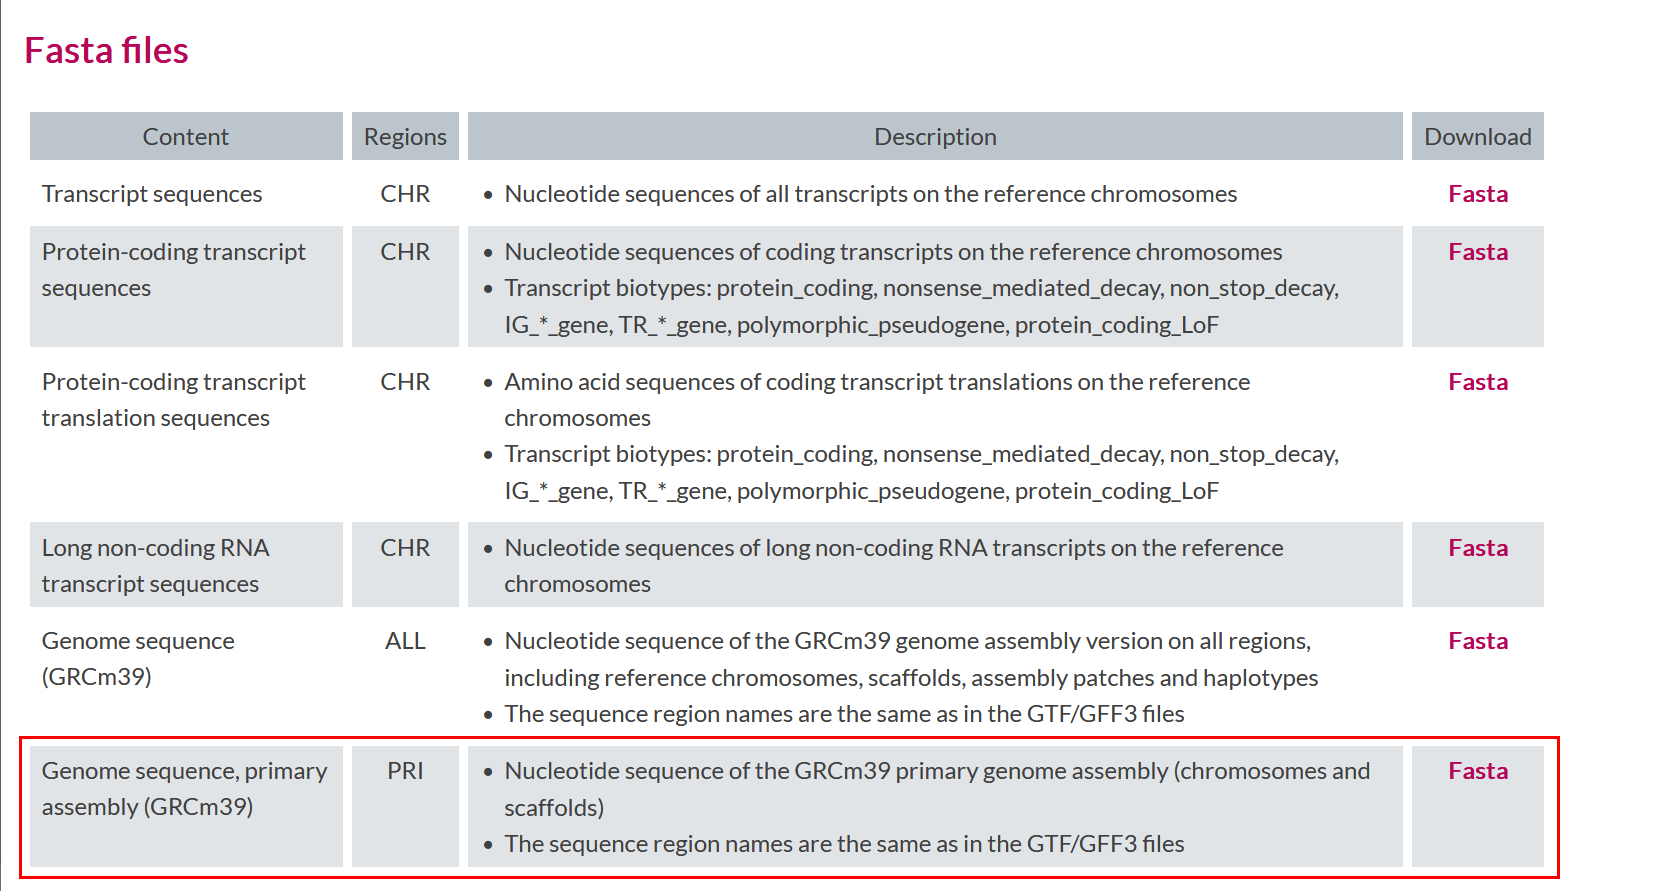 Fasta files
Content Regions Description Download
Transcript sequences CHR • Nucleotide sequences of all transcripts on the reference chromosomes Fasta
Protein-coding transcript CHR • Nucleotide sequences of coding transcripts on the reference chromosomes Fasta
sequences • Transcript biotypes: protein_coding, nonsense_mediated_decay, non_stop_decay,
IG_*_gene, TR_*_gene, polymorphic_pseudogene, protein_coding_LoF
Protein-coding transcript CHR • Amino acid sequences of coding transcript translations on the reference Fasta
translation sequences chromosomes
• Transcript biotypes: protein_coding, nonsense_mediated_decay, non_stop_decay,
IG_*_gene, TR_*_gene, polymorphic_pseudogene, protein_coding_LoF
Long non-coding RNA CHR • Nucleotide sequences of long non-coding RNA transcripts on the reference Fasta
transcript sequences chromosomes
Genome sequence ALL • Nucleotide sequence of the GRCm39 genome assembly version on all regions, Fasta
(GRCm39) including reference chromosomes, scaffolds, assembly patches and haplotypes
• The sequence region names are the same as in the GTF/GFF3 files
Genome sequence, primary PRI • Nucleotide sequence of the GRCm39 primary genome assembly (chromosomes and Fasta
assembly (GRCm39) scaffolds)
• The sequence region names are the same as in the GTF/GFF3 files